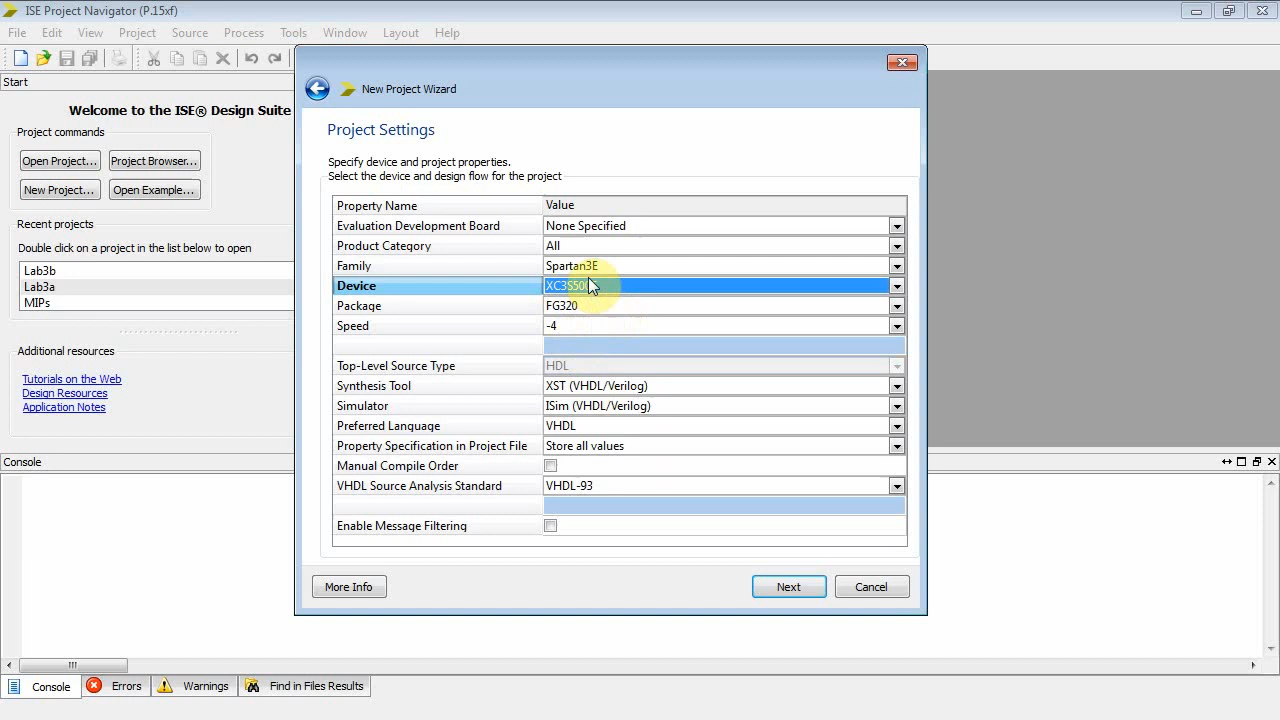 ISE Project Navigator (P.15xf)
File Edit View Project Source Process Tools Window Layout Help
Start
Welcome to the ISE® Design Suite
Project commands
Open Project... Project Browser...
New Project... Open Example...
Recent projects
Double click on a project in the list below to open
Lab3b
Lab3a
MIPs
Additional resources
Tutorials on the Web
Design Resources
Application Notes
New Project Wizard
Project Settings
Specify device and project properties.
Select the device and design flow for the project
Property Name Value
Evaluation Development Board None Specified
Product Category All
Family Spartan3E
Device
Package FG320
Speed -4
Top-Level Source Type HDL
Synthesis Tool XST (VHDL/Verilog)
Simulator ISim (VHDL/Verilog)
Preferred Language VHDL
Property Specification in Project File Store all values
Manual Compile Order
VHDL Source Analysis Standard VHDL-93
Enable Message Filtering
More Info Next Cancel
Console
Console Errors Warnings Find in Files Results